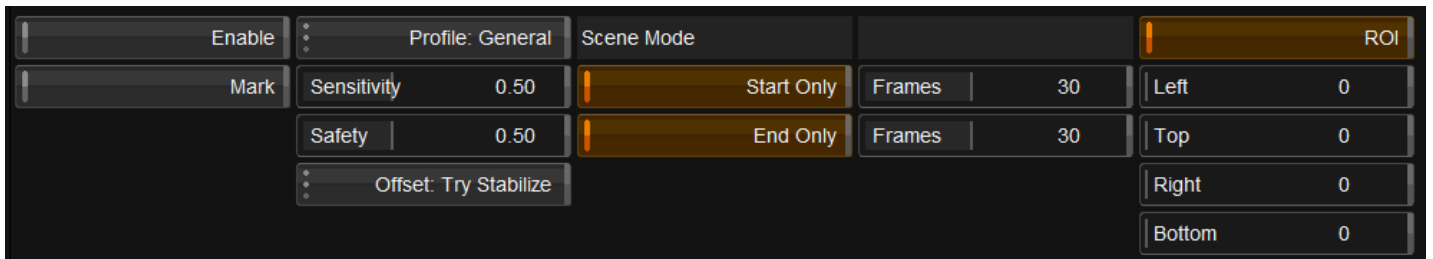 Enable Profile: General Scene Mode ROI
Mark Sensitivity 0.50 Start Only Frames 30 Left 0
Safety 0.50 End Only Frames 30 Top 0
Offset: Try Stabilize Right 0
Bottom 0